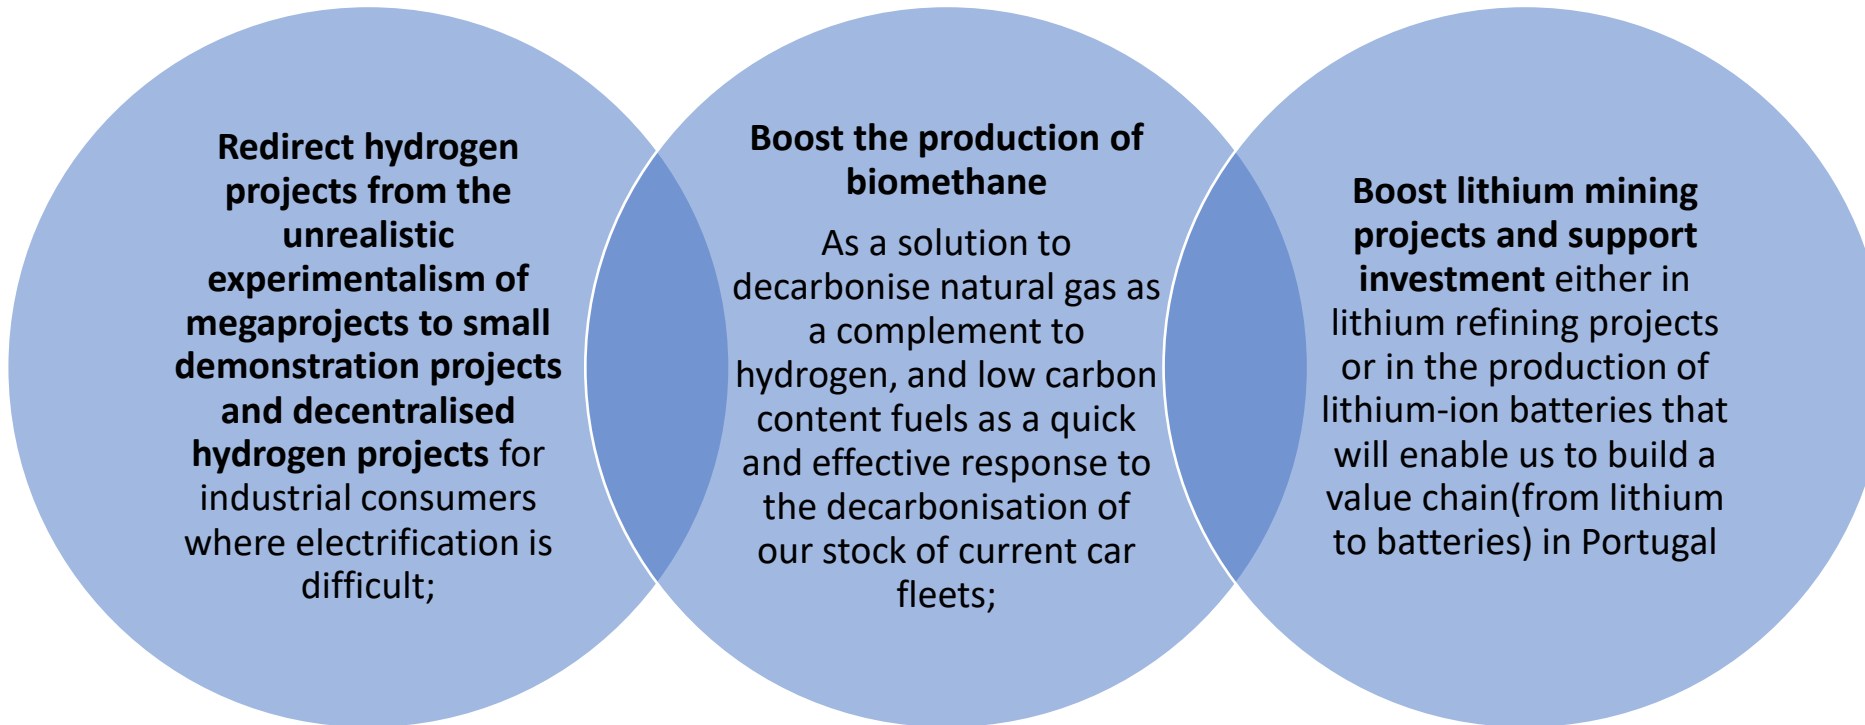 Redirect hydrogen
projects from the
unrealistic
experimentalism of
megaprojects to small
demonstration projects
and decentralised
hydrogen projects for
industrial consumers
where electrification is
difficult;
Boost the production of
biomethane
As a solution to
decarbonise natural gas as
a complement to
hydrogen, and low carbon
content fuels as a quick
and effective response to
the decarbonisation of
our stock of current car
fleets;
Boost lithium mining
projects and support
investment either in
lithium refining projects
or in the production of
lithium-ion batteries that
will enable us to build a
value chain(from lithium
to batteries) in Portugal